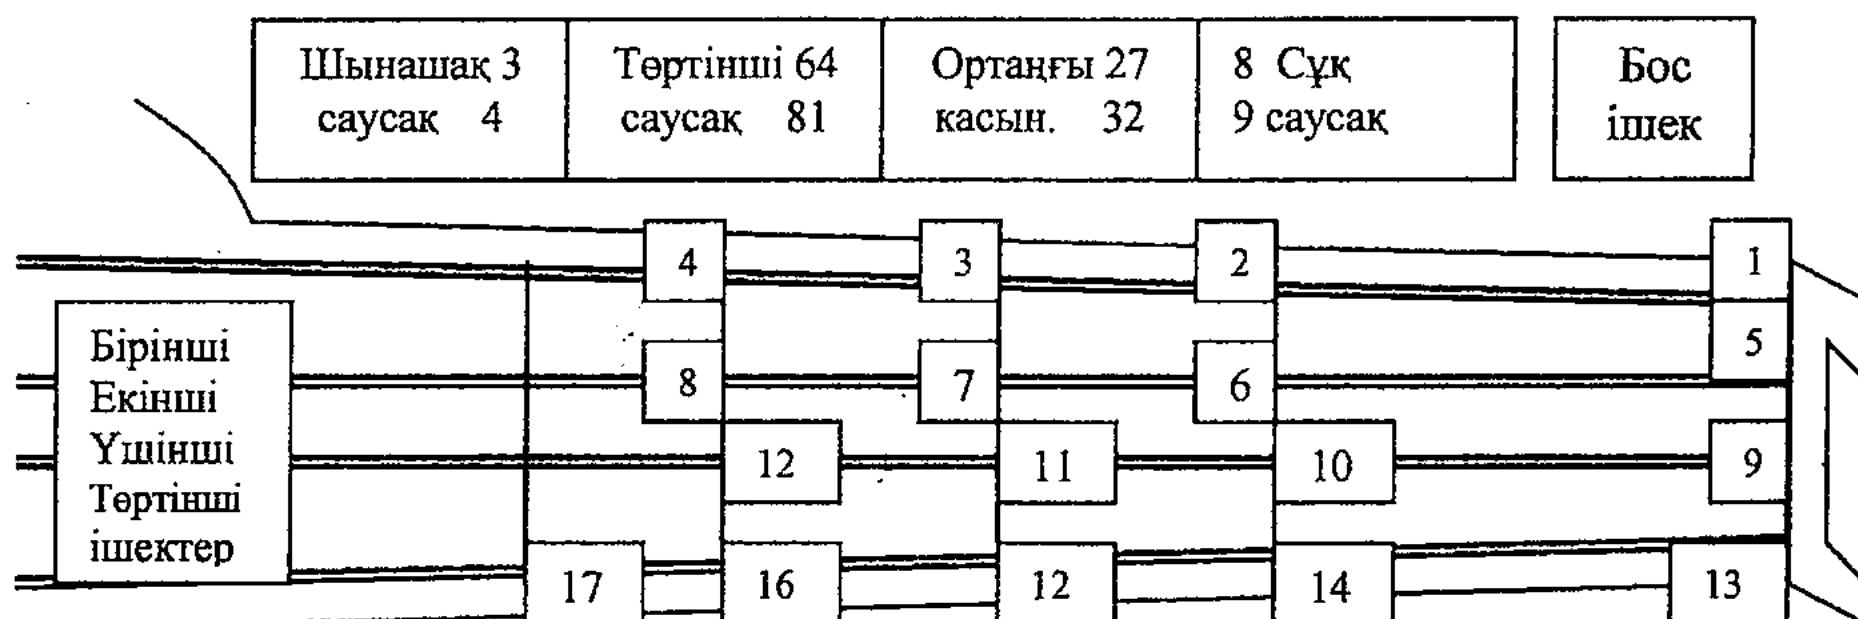 Шынашақ 3
саусақ 4
Төртінші 64
саусақ 81
Ортаңғы 27
касын. 32
8 Сұқ
9 саусақ
Бос
ішек
4 3 2 1
5
Бірінші
Екінші
Үшінші
Төртінші
ішектер
8 7 6
12 11 10 9
17 16 12 14 13